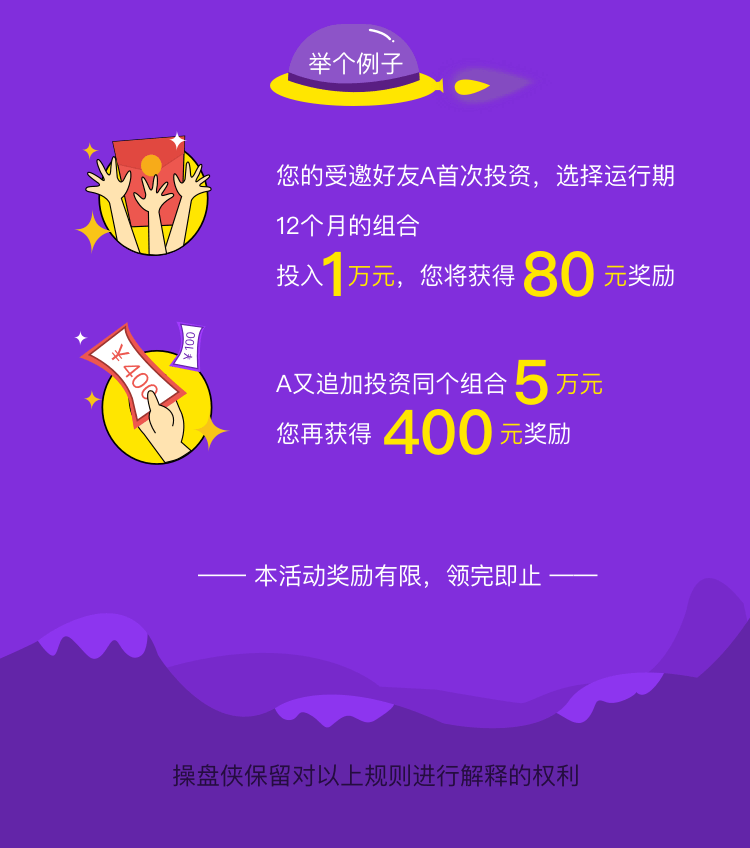 举个例子
您的受邀好友A首次投资，选择运行期
12个月的组合
投入1万元，您将获得 80 元奖励
¥400
100
A又追加投资同个组合 5 万元
您再获得 400 元奖励
—— 本活动奖励有限，领完即止 ——
操盘侠保留对以上规则进行解释的权利